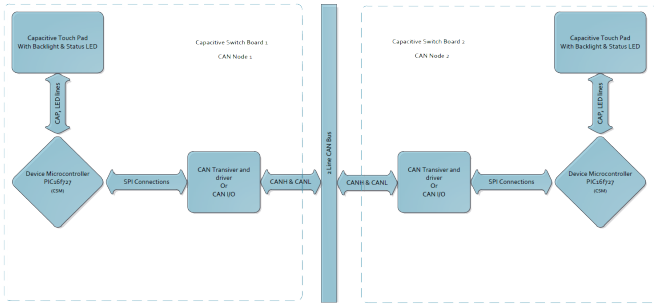 Capacitive Touch Pad
With Backlight & Status LED
Capacitive Switch Board 1
CAN Node 1
CAP, LED lines
Device Microcontroller
PIC16f727
(CSM)
SPI Connections
CAN Transiver and
driver
Or
CAN I/O
CANH & CANL
2 Line CAN Bus
Capacitive Switch Board 2
CAN Node 2
Capacitive Touch Pad
With Backlight & Status LED
CAP, LED lines
CANH & CANL
CAN Transiver and
driver
Or
CAN I/O
SPI Connections
Device Microcontroller
PIC16f727
(CSM)